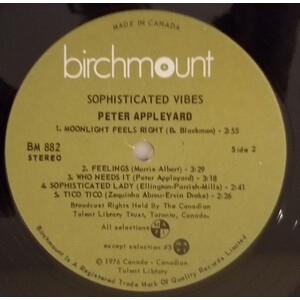 MADE IN CANADA
birchmount
SOPHISTICATED VIBES
PETER APPLEYARD
1. MOONLIGHT FEELS RIGHT (B. Blackman) - 2:55
BM 882
STEREO
Side 2
2. FEELINGS (Morris Albert) - 3:29
3. WHO NEEDS IT (Peter Appleyard) - 3:18
4. SOPHISTICATED LADY (Ellington-Parrish-Mills) - 2:41
5. TICO TICO (Zequinha Abreu-Ervin Drake) - 2:26
Broadcast Rights Held By The Canadian
Talent Library Trust, Toronto, Canada.
All selections
except selection #3
© 1976 Canada - Canadian
Talent Library
Birchmount Is A Registered Trade Mark Of Quality Records Limited